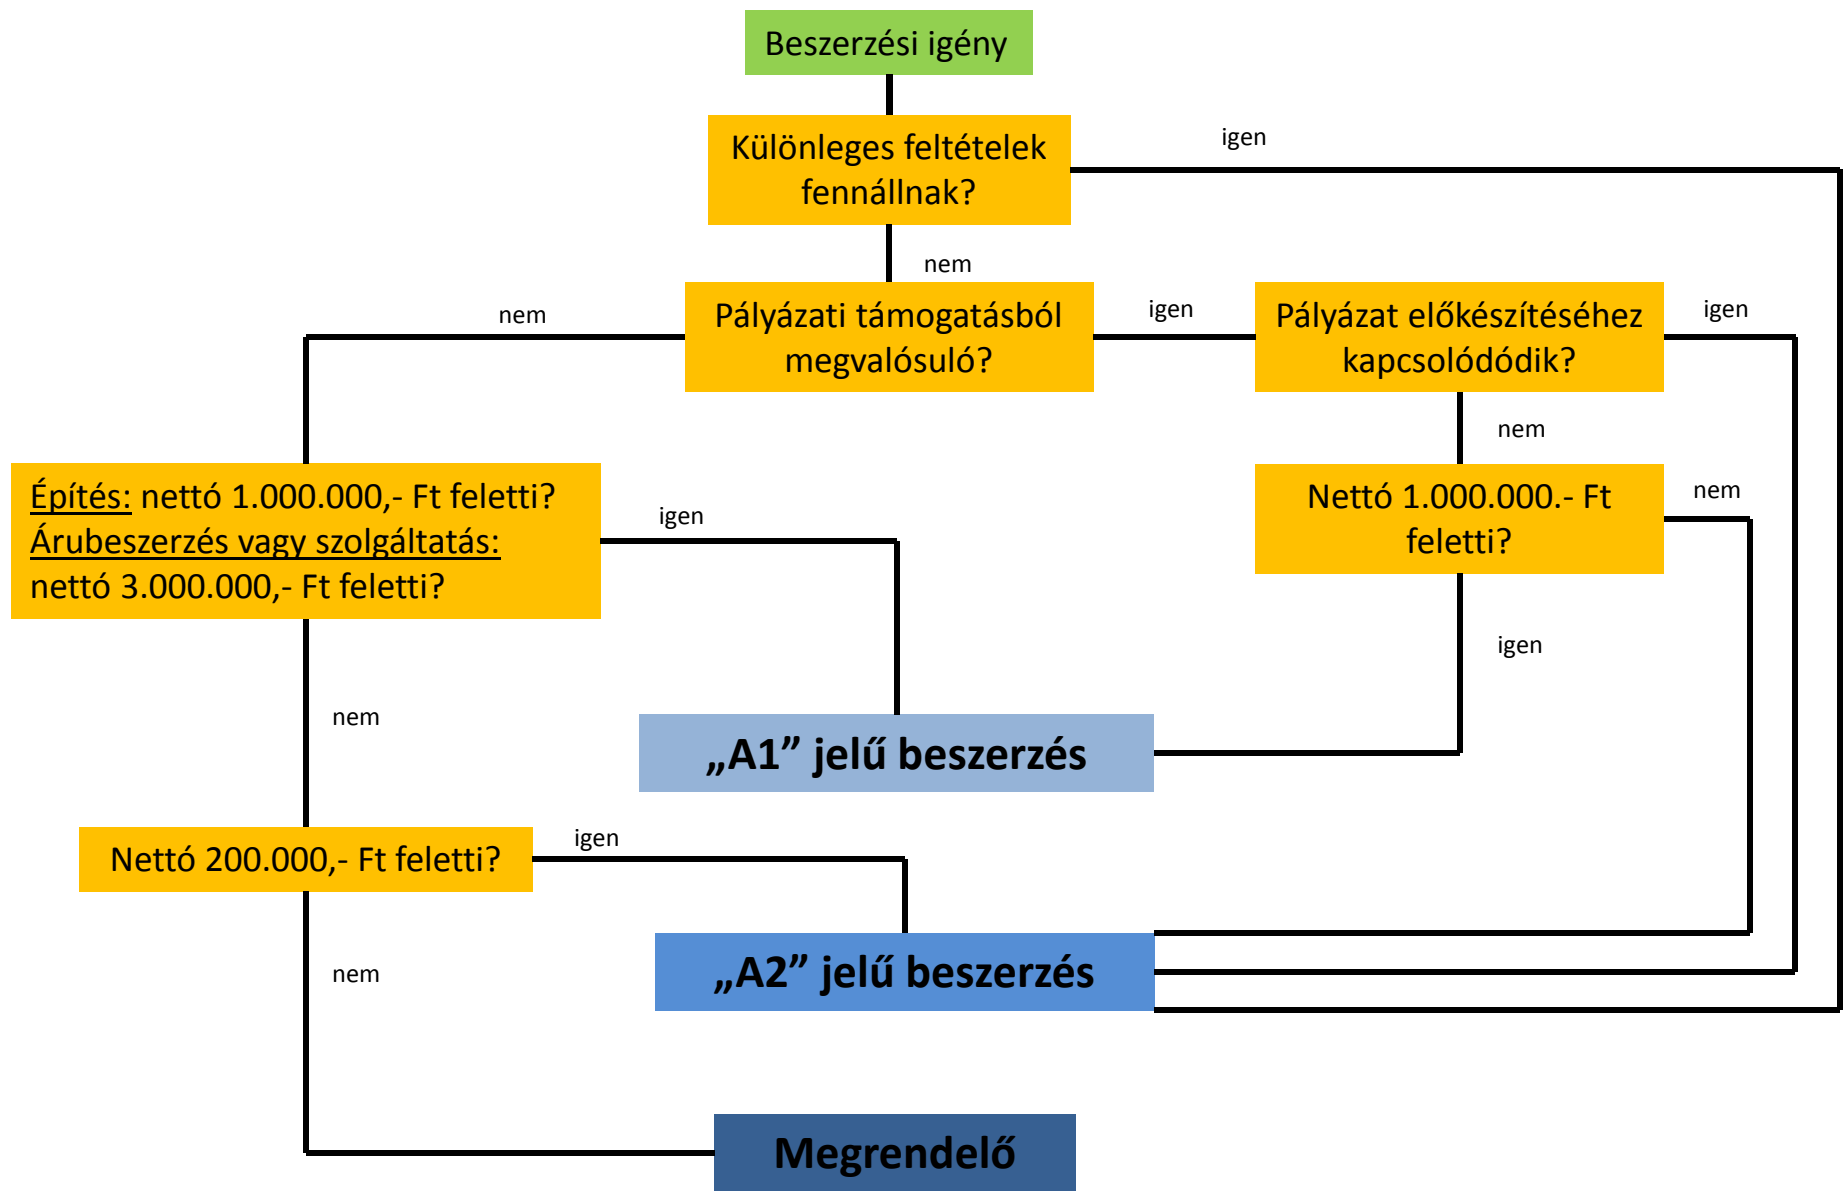 Beszerzési igény
Különleges feltételek
fennállnak?
igen
nem
nem
Pályázati támogatásból
megvalósuló?
igen
Pályázat előkészítéséhez
kapcsolódódik?
igen
nem
Építés: nettó 1.000.000,- Ft feletti?
Árubeszerzés vagy szolgáltatás:
nettó 3.000.000,- Ft feletti?
igen
Nettó 1.000.000.- Ft
feletti?
nem
igen
nem
„A1” jelű beszerzés
Nettó 200.000,- Ft feletti?
igen
nem
„A2” jelű beszerzés
Megrendelő